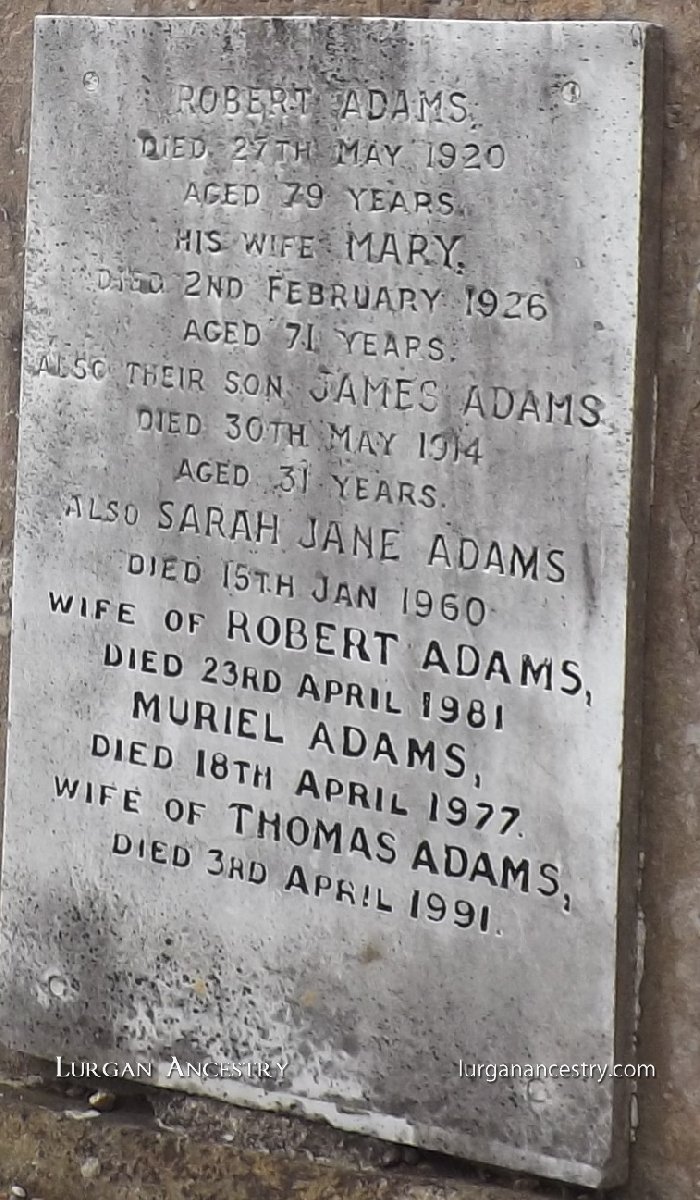 ROBERT ADAMS,
DIED 27TH MAY 1920
AGED 79 YEARS.
HIS WIFE MARY,
DIED 2ND FEBRUARY 1926
AGED 71 YEARS.
ALSO THEIR SON JAMES ADAMS,
DIED 30TH MAY 1914
AGED 31 YEARS.
ALSO SARAH JANE ADAMS
DIED 15TH JAN 1960
WIFE OF ROBERT ADAMS,
DIED 23RD APRIL 1981
MURIEL ADAMS,
DIED 18TH APRIL 1977.
WIFE OF THOMAS ADAMS,
DIED 3RD APRIL 1991.
LURGAN ANCESTRY
lurganancestry.com